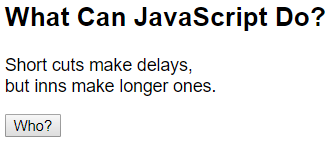 What Can JavaScript Do?
Short cuts make delays,
but inns make longer ones.
Who?